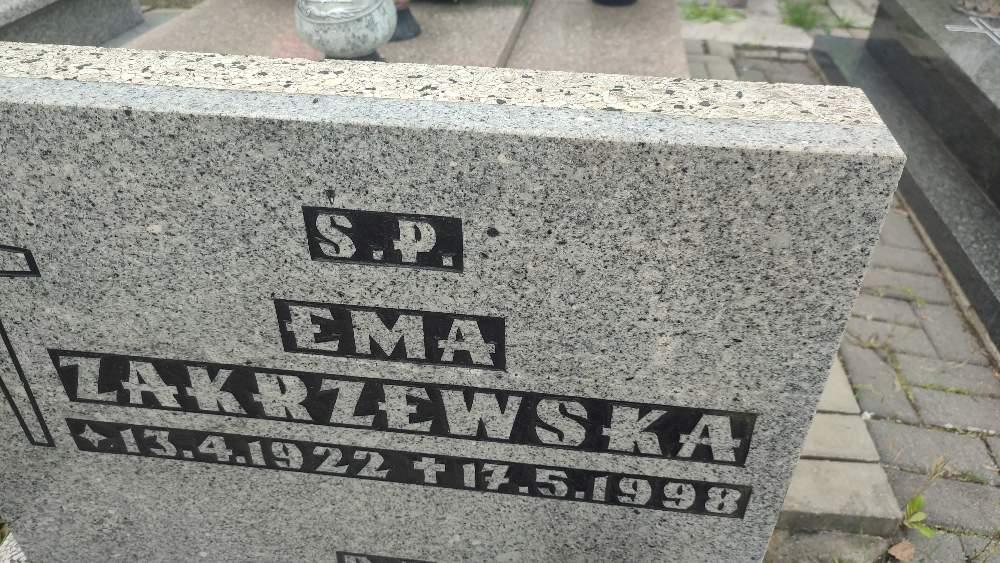 Ś.P.
EMA
ZAKRZEWSKA
✦13.4.1922 ✝17.5.1998